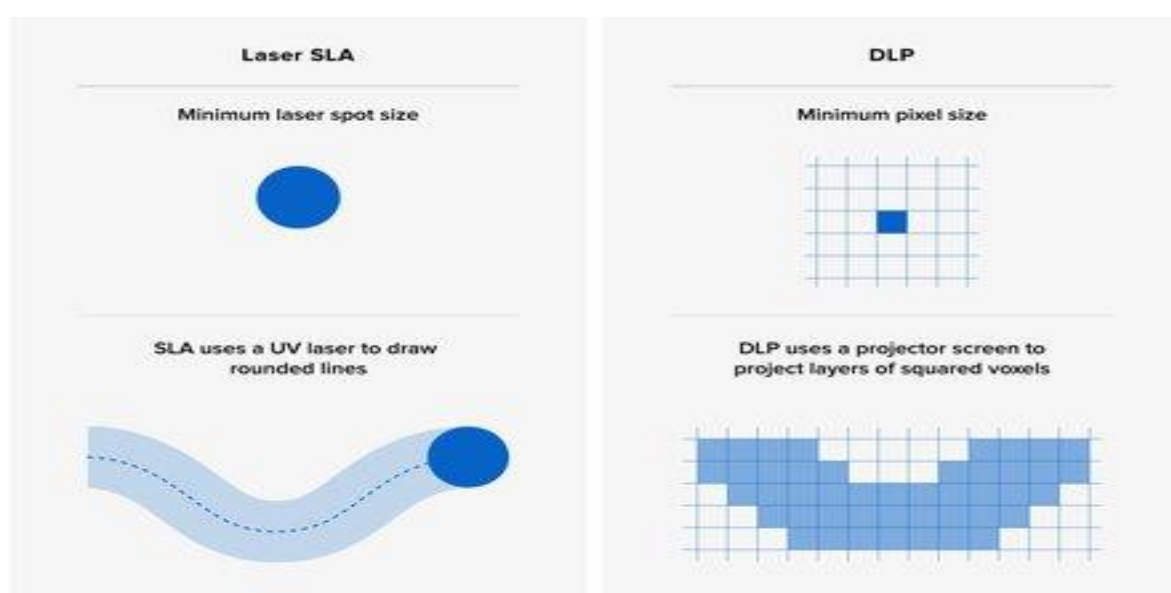 Laser SLA
Minimum laser spot size
SLA uses a UV laser to draw
rounded lines
DLP
Minimum pixel size
DLP uses a projector screen to
project layers of squared voxels